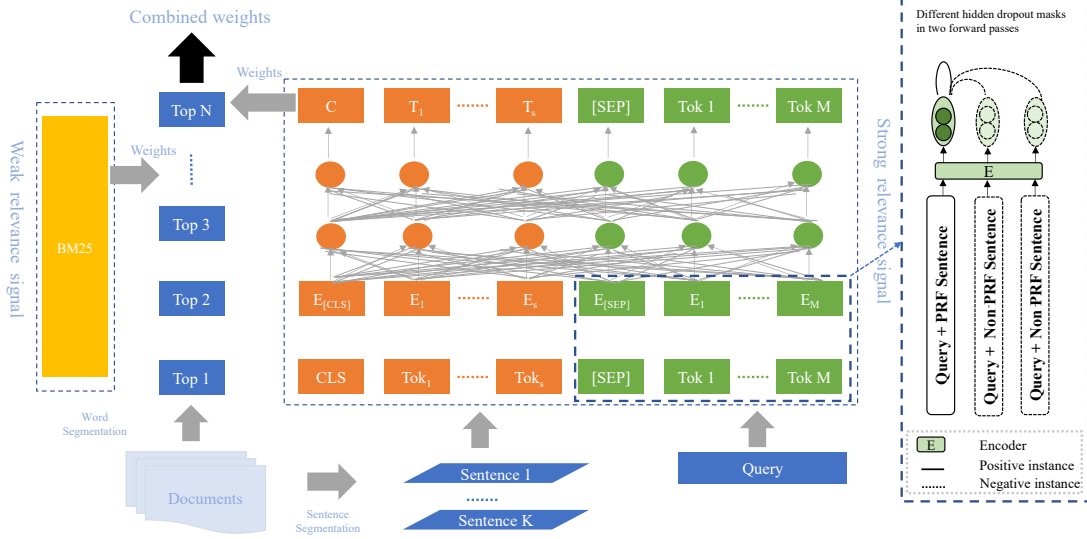 Combined weights
Weights
Top N
Weights
Top 3
Top 2
Top 1
BM25
Weak relevance signal
Word
Segmentation
Documents
Sentence
Segmentation
C T₁ ........ Tₛ [SEP] Tok 1 ........ Tok M
E[CLS] E₁ ........ Eₛ E[SEP] E₁ ........ E_M
CLS Tok₁ ........ Tokₛ [SEP] Tok 1 ........ Tok M
Strong relevance signal
Sentence 1
........
Sentence K
Query
Different hidden dropout masks
in two forward passes
E
Query + PRF Sentence
Query + Non PRF Sentence
Query + Non PRF Sentence
E Encoder
Positive instance
Negative instance